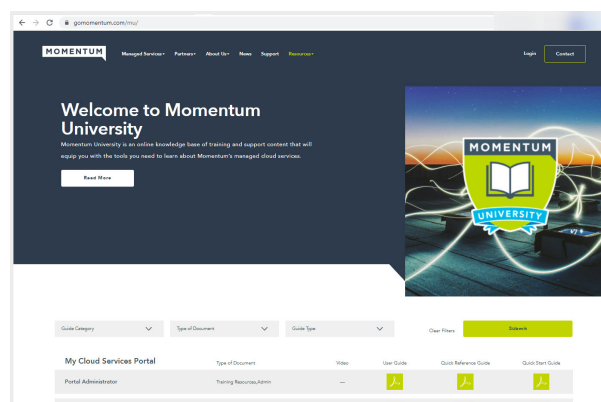 gomomentum.com/mu/
MOMENTUM
Managed Services
Partners
About Us
News
Support
Resources
Login
Contact
Welcome to Momentum
University
Momentum University is an online knowledge base of training and support content that will
equip you with the tools you need to learn about Momentum's managed cloud services.
Read More
MOMENTUM
UNIVERSITY
Guide Category
Type of Document
Guide Type
Clear Filters
My Cloud Services Portal
Type of Document
Video
User Guide
Quick Reference Guide
Quick Start Guide
Portal Administrator
Training Resources,Admin
—